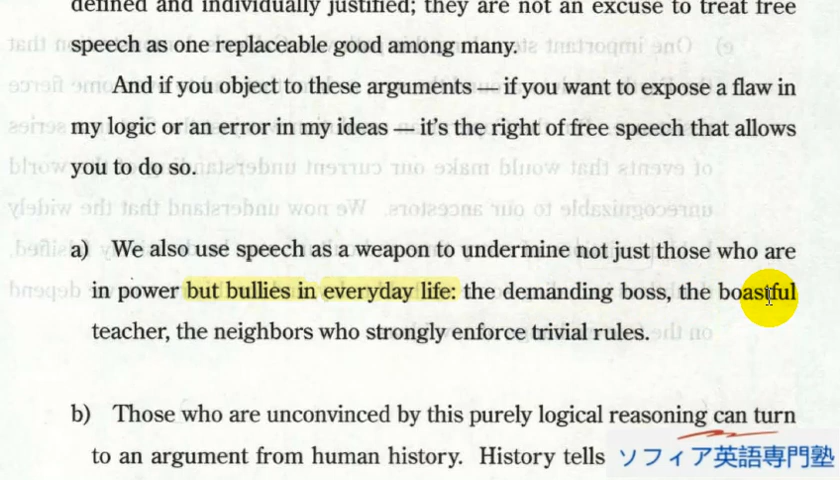 defined and individually justified; they are not an excuse to treat free
speech as one replaceable good among many.
And if you object to these arguments — if you want to expose a flaw in
my logic or an error in my ideas — it's the right of free speech that allows
you to do so.
a) We also use speech as a weapon to undermine not just those who are
in power but bullies in everyday life: the demanding boss, the boastful
teacher, the neighbors who strongly enforce trivial rules.
b) Those who are unconvinced by this purely logical reasoning can turn
to an argument from human history. History tells
ソフィア英語専門塾